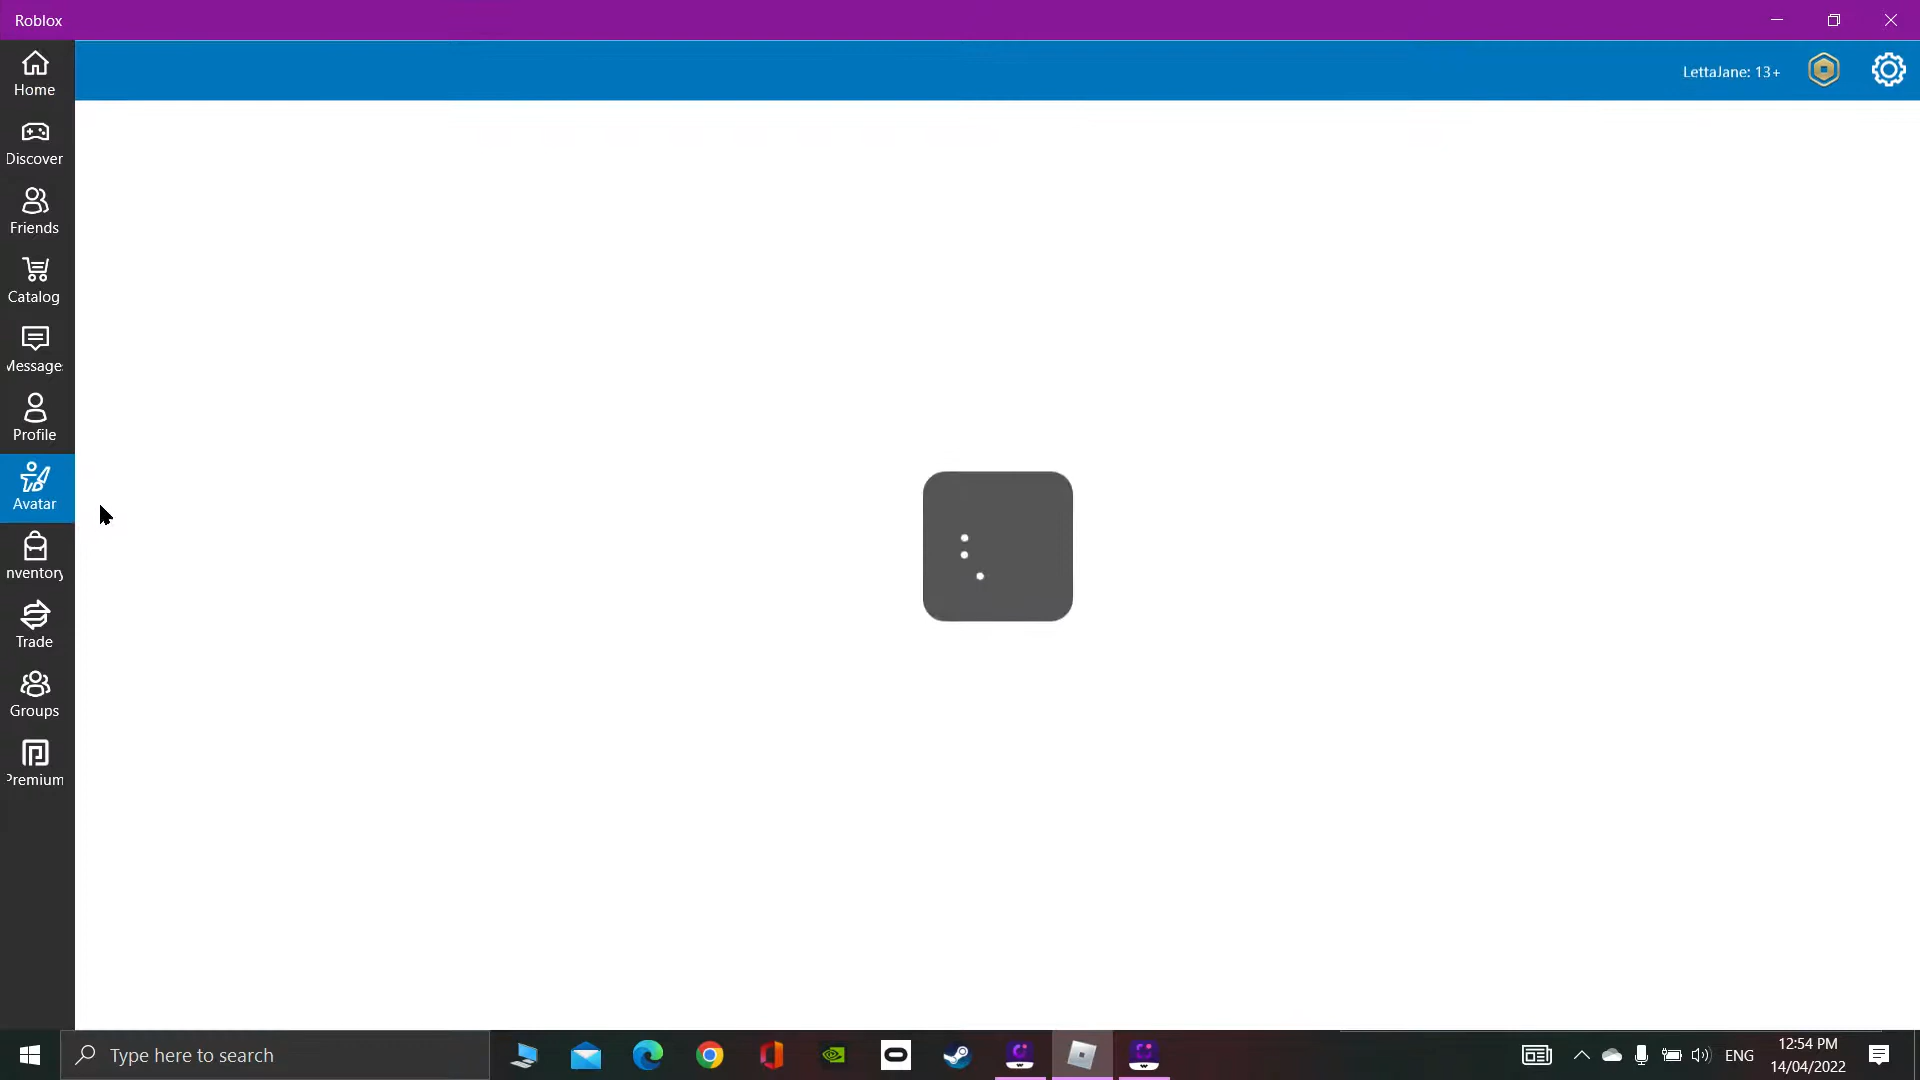 Roblox
LettaJane: 13+
Home
Discover
Friends
Catalog
Message
Profile
Avatar
nventory
Trade
Groups
Premium
Type here to search
ENG
12:54 PM
14/04/2022